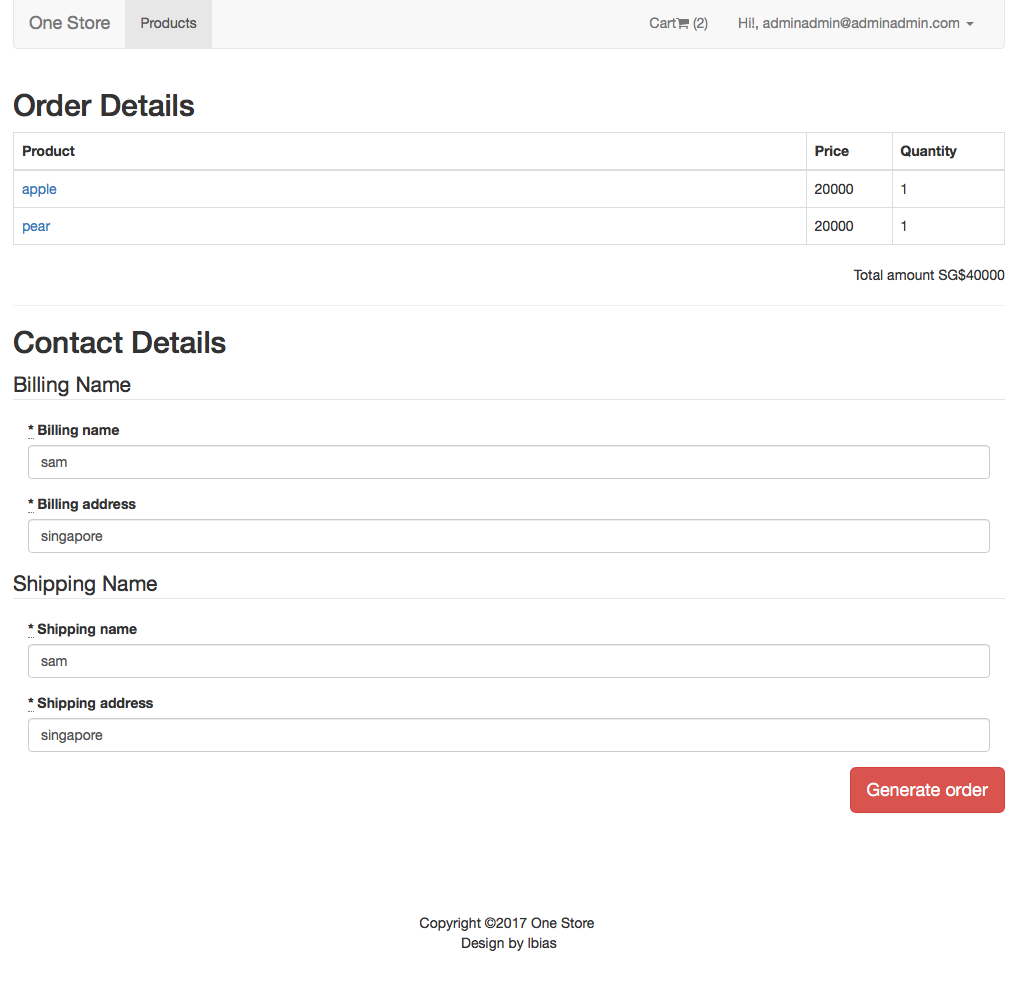 One Store Products Cart (2) Hi!, adminadmin@adminadmin.com
Order Details
Product Price Quantity
apple 20000 1
pear 20000 1
Total amount SG$40000
Contact Details
Billing Name
* Billing name
sam
* Billing address
singapore
Shipping Name
* Shipping name
sam
* Shipping address
singapore
Generate order
Copyright ©2017 One Store
Design by lbias